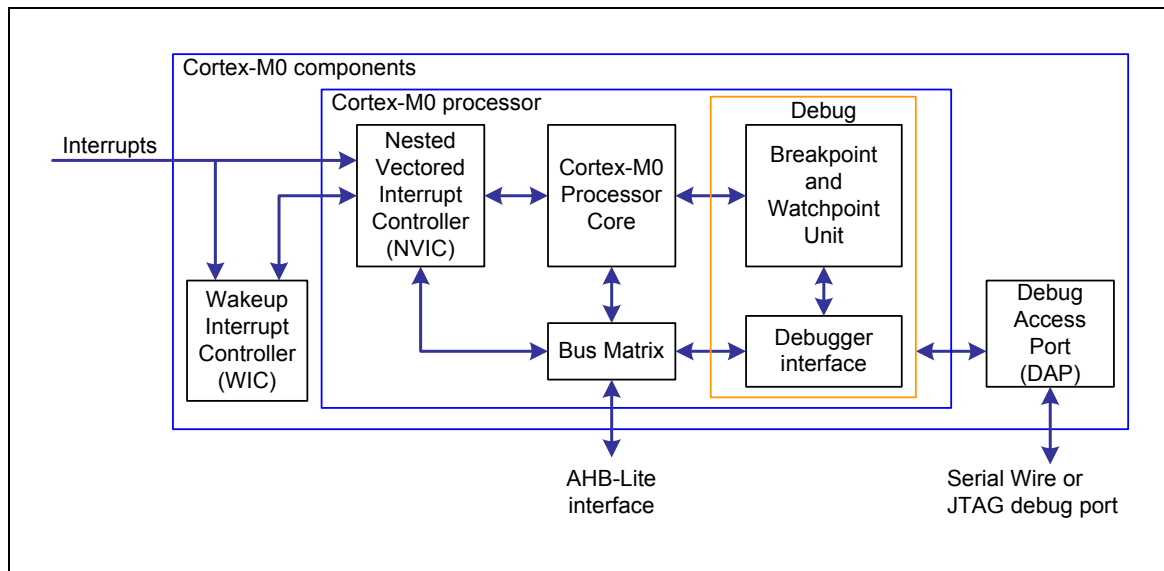 Cortex-M0 components
Cortex-M0 processor
Debug
Interrupts
Nested
Vectored
Interrupt
Controller
(NVIC)
Cortex-M0
Processor
Core
Breakpoint
and
Watchpoint
Unit
Wakeup
Interrupt
Controller
(WIC)
Bus Matrix
Debugger
interface
Debug
Access
Port
(DAP)
AHB-Lite
interface
Serial Wire or
JTAG debug port